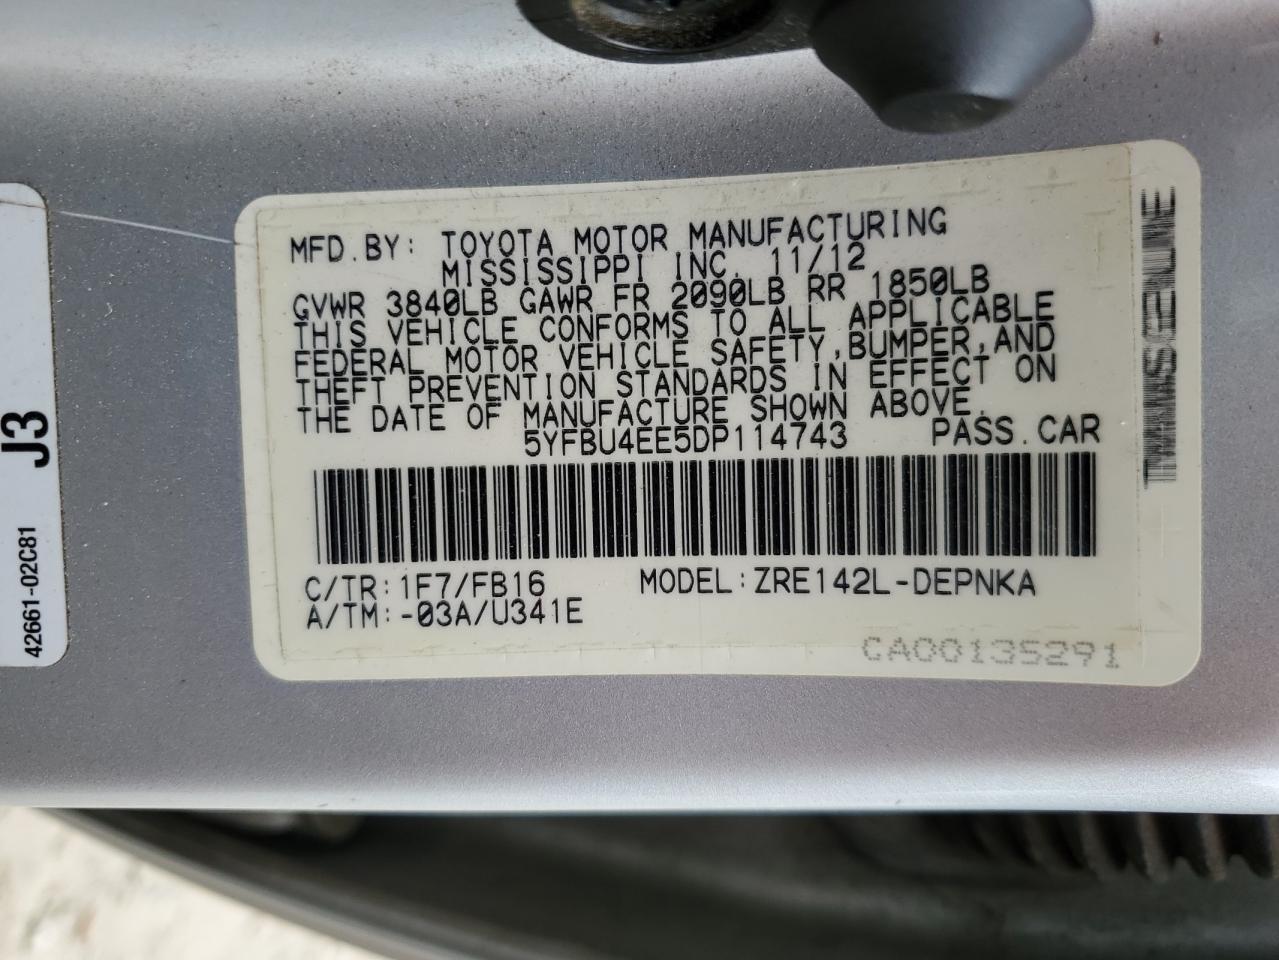 MFD.BY: TOYOTA MOTOR MANUFACTURING
MISSISSIPPI INC. 11/12
GVWR 3840LB GAWR FR 2090LB RR 1850LB
THIS VEHICLE CONFORMS TO ALL APPLICABLE
FEDERAL MOTOR VEHICLE SAFETY,BUMPER,AND
THEFT PREVENTION STANDARDS IN EFFECT ON
THE DATE OF MANUFACTURE SHOWN ABOVE.
5YFBU4EE5DP114743 PASS.CAR
C/TR:1F7/FB16 MODEL:ZRE142L-DEPNKA
A/TM:-03A/U341E
CA00135291
J3
42661-02C81